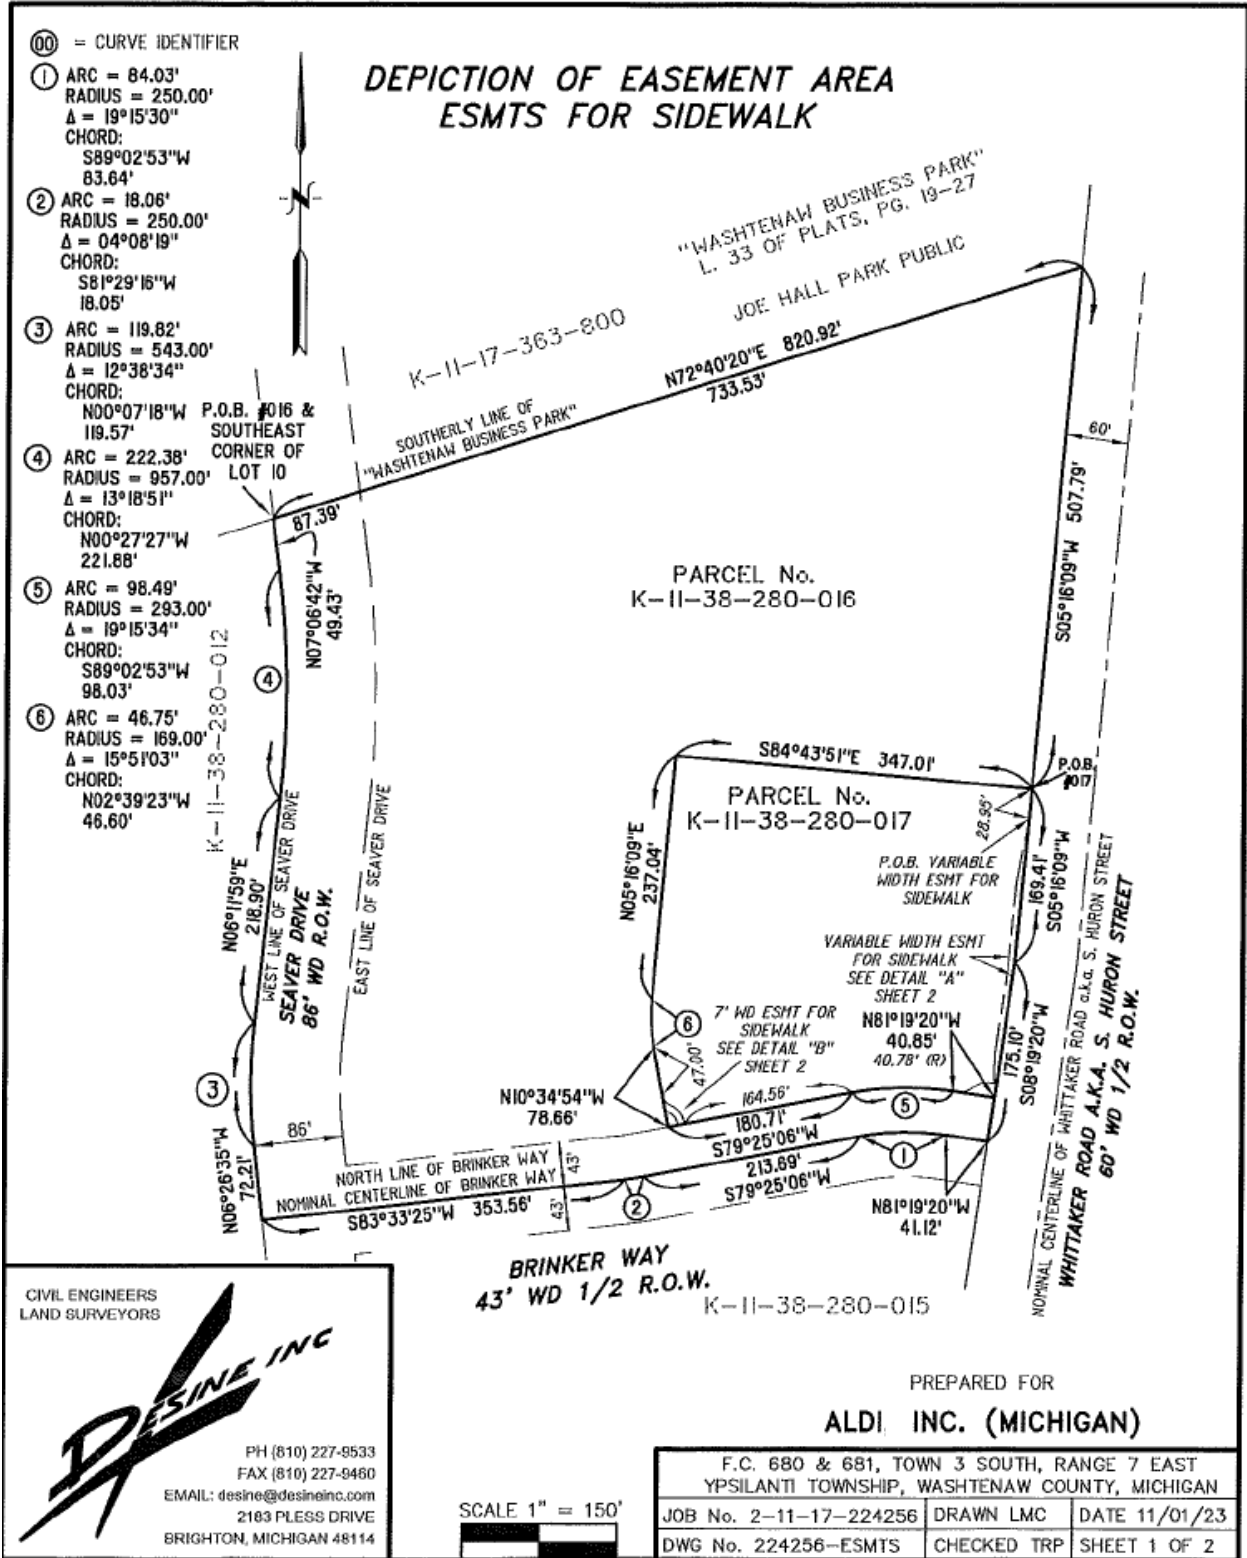 00 = CURVE IDENTIFIER
1 ARC = 84.03'
RADIUS = 250.00'
Δ = 19°15'30"
CHORD:
S89°02'53"W
83.64'
2 ARC = 18.06'
RADIUS = 250.00'
Δ = 04°08'19"
CHORD:
S81°29'16"W
18.05'
3 ARC = 119.82'
RADIUS = 543.00'
Δ = 12°38'34"
CHORD:
N00°07'18"W
119.57'
4 ARC = 222.38'
RADIUS = 957.00'
Δ = 13°18'51"
CHORD:
N00°27'27"W
221.88'
5 ARC = 98.49'
RADIUS = 293.00'
Δ = 19°15'34"
CHORD:
S89°02'53"W
98.03'
6 ARC = 46.75'
RADIUS = 169.00'
Δ = 15°51'03"
CHORD:
N02°39'23"W
46.60'
DEPICTION OF EASEMENT AREA
ESMTS FOR SIDEWALK
N
"WASHTENAW BUSINESS PARK"
L. 33 OF PLATS, PG. 19-27
JOE HALL PARK PUBLIC
K-11-17-363-800
N72°40'20"E 820.92'
733.53'
SOUTHERLY LINE OF
"WASHTENAW BUSINESS PARK"
P.O.B. #016 &
SOUTHEAST
CORNER OF
LOT 10
87.39'
N07°06'42"W
49.43'
60'
S05°16'09"W 507.79'
PARCEL No.
K-11-38-280-016
K-11-38-280-012
4
S84°43'51"E 347.01'
P.O.B.
#017
PARCEL No.
K-11-38-280-017
28.95'
P.O.B. VARIABLE
WIDTH ESMT FOR
SIDEWALK
N05°16'09"E
237.04'
169.41'
S05°16'09"W
N06°11'59"E
218.90'
WEST LINE OF SEAVER DRIVE
SEAVER DRIVE
86' WD R.O.W.
EAST LINE OF SEAVER DRIVE
VARIABLE WIDTH ESMT
FOR SIDEWALK
SEE DETAIL "A"
SHEET 2
N81°19'20"W
40.85'
40.78' (R)
6
7' WD ESMT FOR
SIDEWALK
SEE DETAIL "B"
SHEET 2
47.00'
175.10'
S08°19'20"W
NOMINAL CENTERLINE OF WHITTAKER ROAD a.k.a. S. HURON STREET
WHITTAKER ROAD A.K.A. S. HURON STREET
60' WD 1/2 R.O.W.
3
N10°34'54"W
78.66'
164.56'
5
180.71'
S79°25'06"W
213.69'
S79°25'06"W
1
N81°19'20"W
41.12'
86'
N06°26'35"W
72.21'
NORTH LINE OF BRINKER WAY
NOMINAL CENTERLINE OF BRINKER WAY
43'
43'
S83°33'25"W 353.56'
2
BRINKER WAY
43' WD 1/2 R.O.W.
K-11-38-280-015
CIVIL ENGINEERS
LAND SURVEYORS
DESINE INC
PH (810) 227-9533
FAX (810) 227-9460
EMAIL: desine@desineinc.com
2183 PLESS DRIVE
BRIGHTON, MICHIGAN 48114
SCALE 1" = 150'
PREPARED FOR
ALDI INC. (MICHIGAN)
F.C. 680 & 681, TOWN 3 SOUTH, RANGE 7 EAST
YPSILANTI TOWNSHIP, WASHTENAW COUNTY, MICHIGAN
JOB No. 2-11-17-224256 DRAWN LMC DATE 11/01/23
DWG No. 224256-ESMTS CHECKED TRP SHEET 1 OF 2